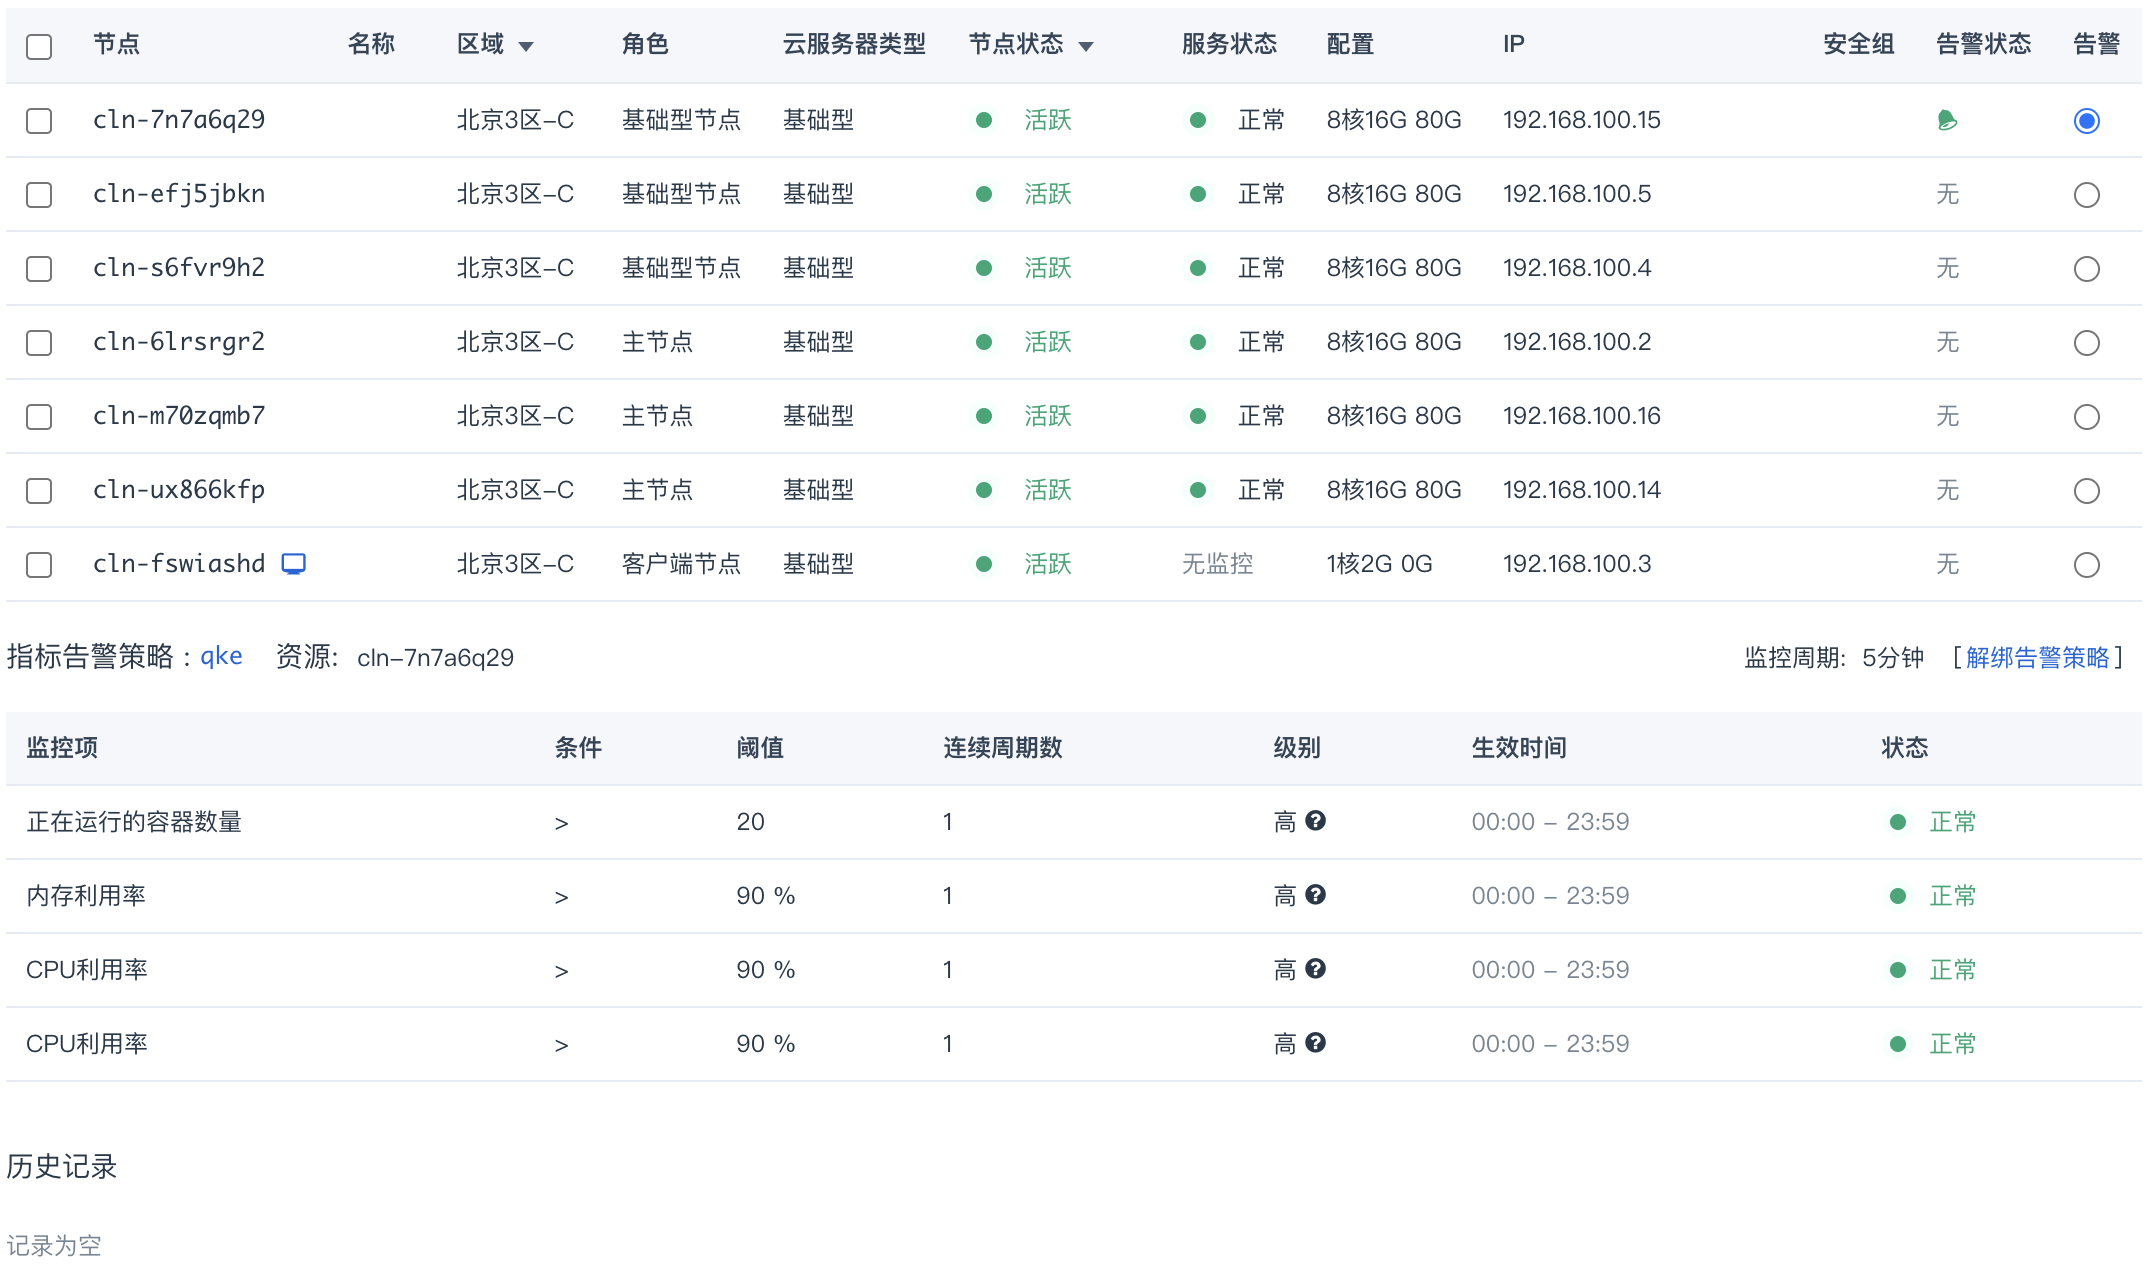 节点 名称 区域 角色 云服务器类型 节点状态 服务状态 配置 IP 安全组 告警状态 告警
cln-7n7a6q29 北京3区-C 基础型节点 基础型 活跃 正常 8核16G 80G 192.168.100.15
cln-efj5jbkn 北京3区-C 基础型节点 基础型 活跃 正常 8核16G 80G 192.168.100.5 无
cln-s6fvr9h2 北京3区-C 基础型节点 基础型 活跃 正常 8核16G 80G 192.168.100.4 无
cln-6lrsrgr2 北京3区-C 主节点 基础型 活跃 正常 8核16G 80G 192.168.100.2 无
cln-m70zqmb7 北京3区-C 主节点 基础型 活跃 正常 8核16G 80G 192.168.100.16 无
cln-ux866kfp 北京3区-C 主节点 基础型 活跃 正常 8核16G 80G 192.168.100.14 无
cln-fswiashd 北京3区-C 客户端节点 基础型 活跃 无监控 1核2G 0G 192.168.100.3 无
指标告警策略：qke 资源: cln-7n7a6q29 监控周期: 5分钟 [解绑告警策略]
监控项 条件 阈值 连续周期数 级别 生效时间 状态
正在运行的容器数量 > 20 1 高 00:00 - 23:59 正常
内存利用率 > 90 % 1 高 00:00 - 23:59 正常
CPU利用率 > 90 % 1 高 00:00 - 23:59 正常
CPU利用率 > 90 % 1 高 00:00 - 23:59 正常
历史记录
记录为空